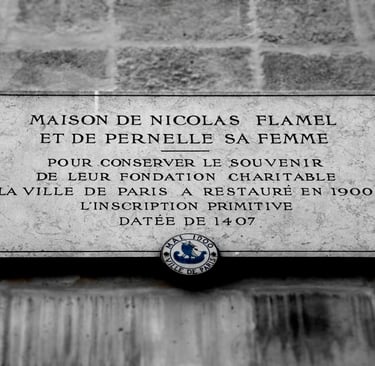 MAISON DE NICOLAS FLAMEL
ET DE PERNELLE SA FEMME
POUR CONSERVER LE SOUVENIR
DE LEUR FONDATION CHARITABLE
LA VILLE DE PARIS A RESTAURÉ EN 1900
L'INSCRIPTION PRIMITIVE
DATÉE DE 1407
MAI 1900
VILLE DE PARIS